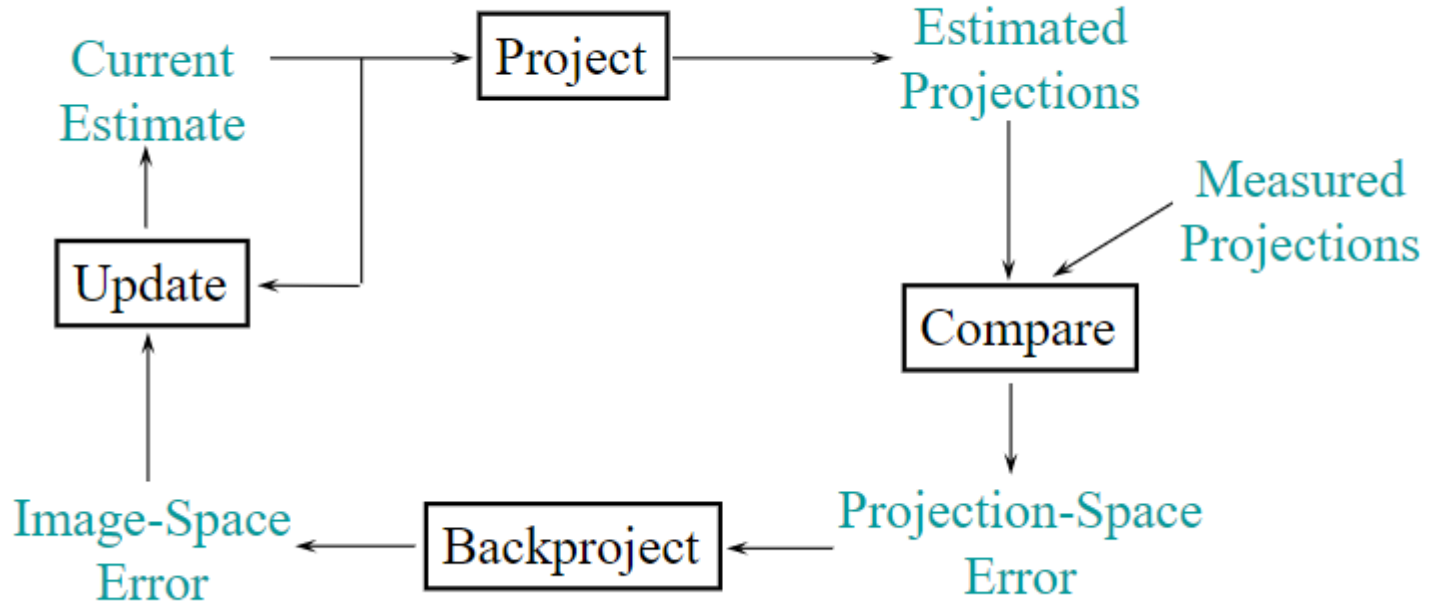 Current
Estimate
Project
Estimated
Projections
Measured
Projections
Update
Compare
Image-Space
Error
Backproject
Projection-Space
Error